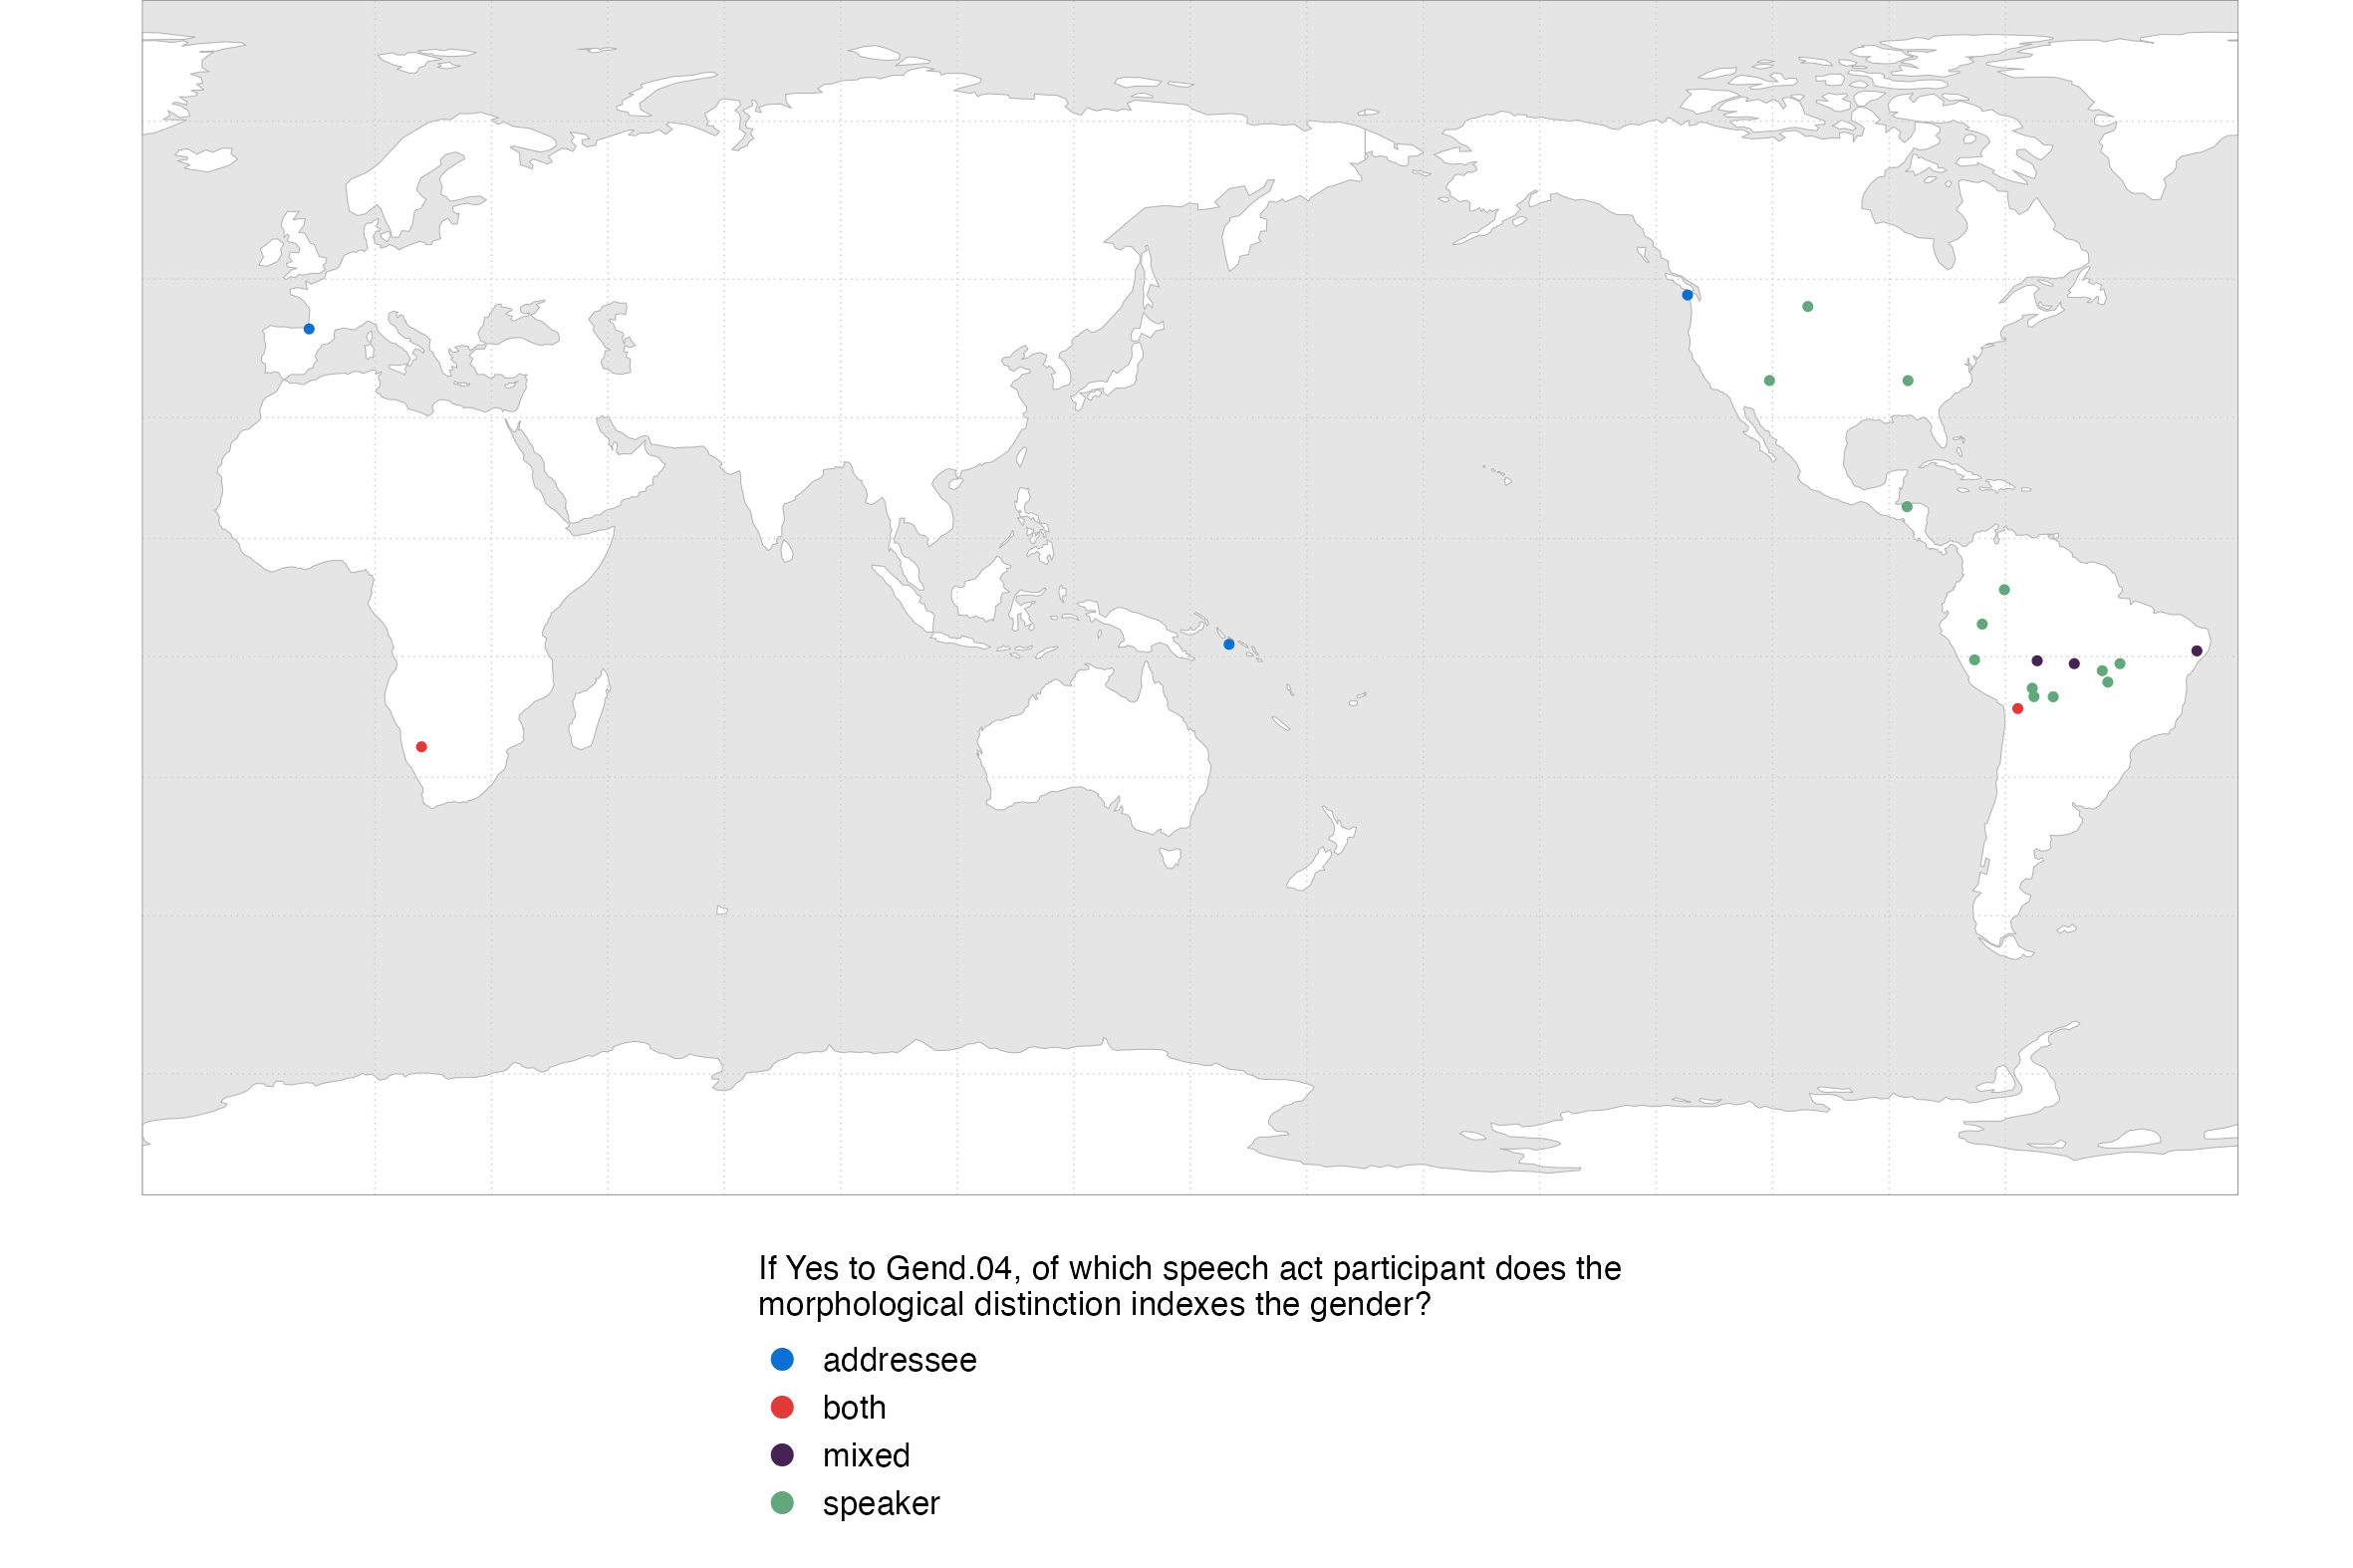 If Yes to Gend.04, of which speech act participant does the
morphological distinction indexes the gender?
addressee
both
mixed
speaker